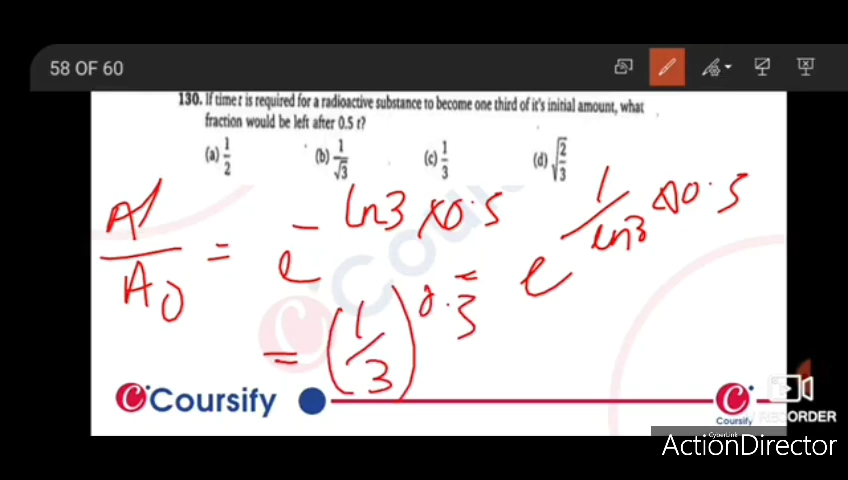 58 OF 60
130. If time t is required for a radioactive substance to become one third of it's initial amount, what
fraction would be left after 0.5 t?
(a) 1/2 (b) 1/√3 (c) 1/3 (d) √2/3
A'/A0 = e^-ln3×0.5 e^1/ln3×0.5
= (1/3)^0.5
Coursify
Coursify
RECORDER
CyberLink
ActionDirector